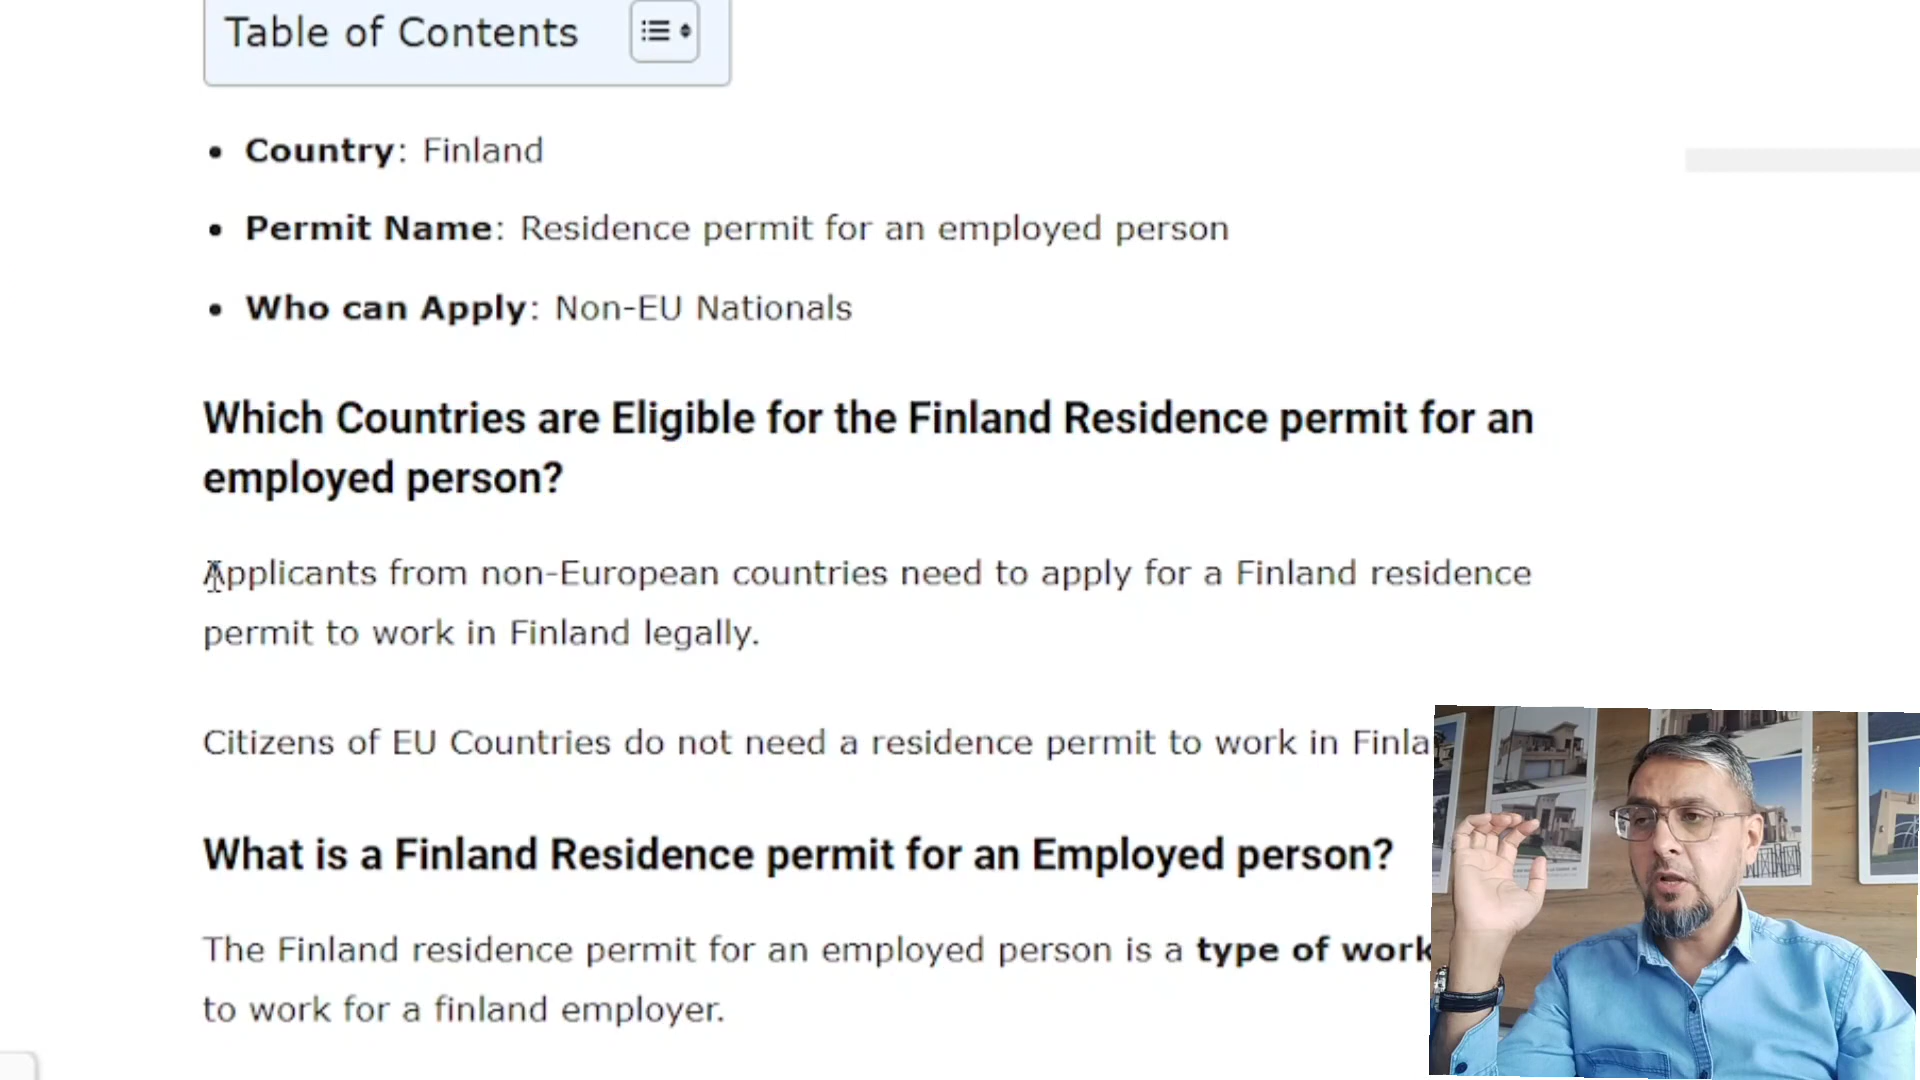 Table of Contents
Country: Finland
Permit Name: Residence permit for an employed person
Who can Apply: Non-EU Nationals
Which Countries are Eligible for the Finland Residence permit for an
employed person?
Applicants from non-European countries need to apply for a Finland residence
permit to work in Finland legally.
Citizens of EU Countries do not need a residence permit to work in Finla
What is a Finland Residence permit for an Employed person?
The Finland residence permit for an employed person is a type of work
to work for a finland employer.